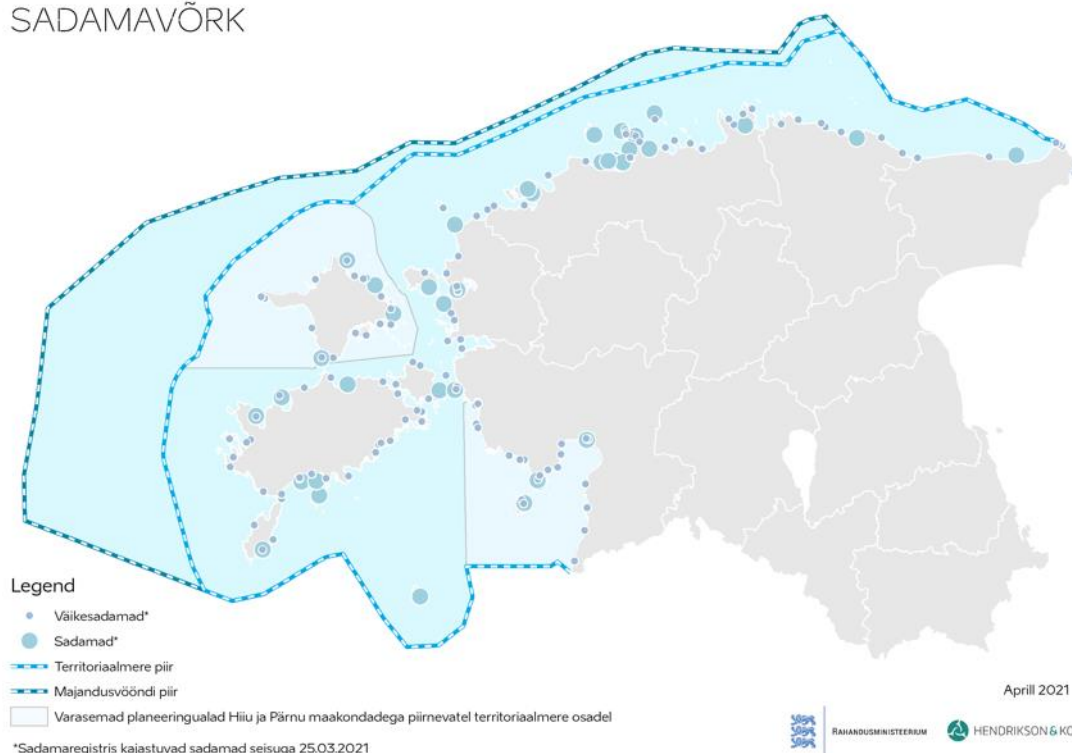 SADAMAVÕRK
Legend
Väikesadamad*
Sadamad*
Territoriaalmere piir
Majandusvööndi piir
Varasemad planeeringualad Hiiu ja Pärnu maakondadega piirnevatel territoriaalmere osadel
*Sadamaregistris kajastuvad sadamad seisuga 25.03.2021
Aprill 2021
RAHANDUSMINISTEERIUM
HENDRIKSON & KO